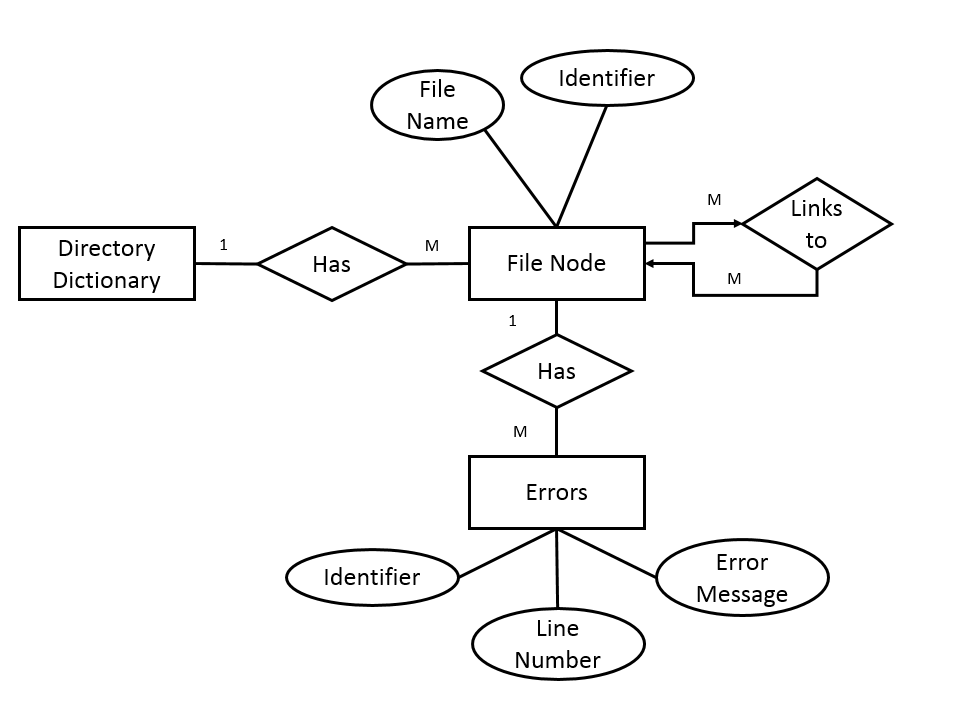 File
Name
Identifier
Links
to
M
M
Directory
Dictionary
1
Has
M
File Node
1
Has
M
Errors
Identifier
Line
Number
Error
Message